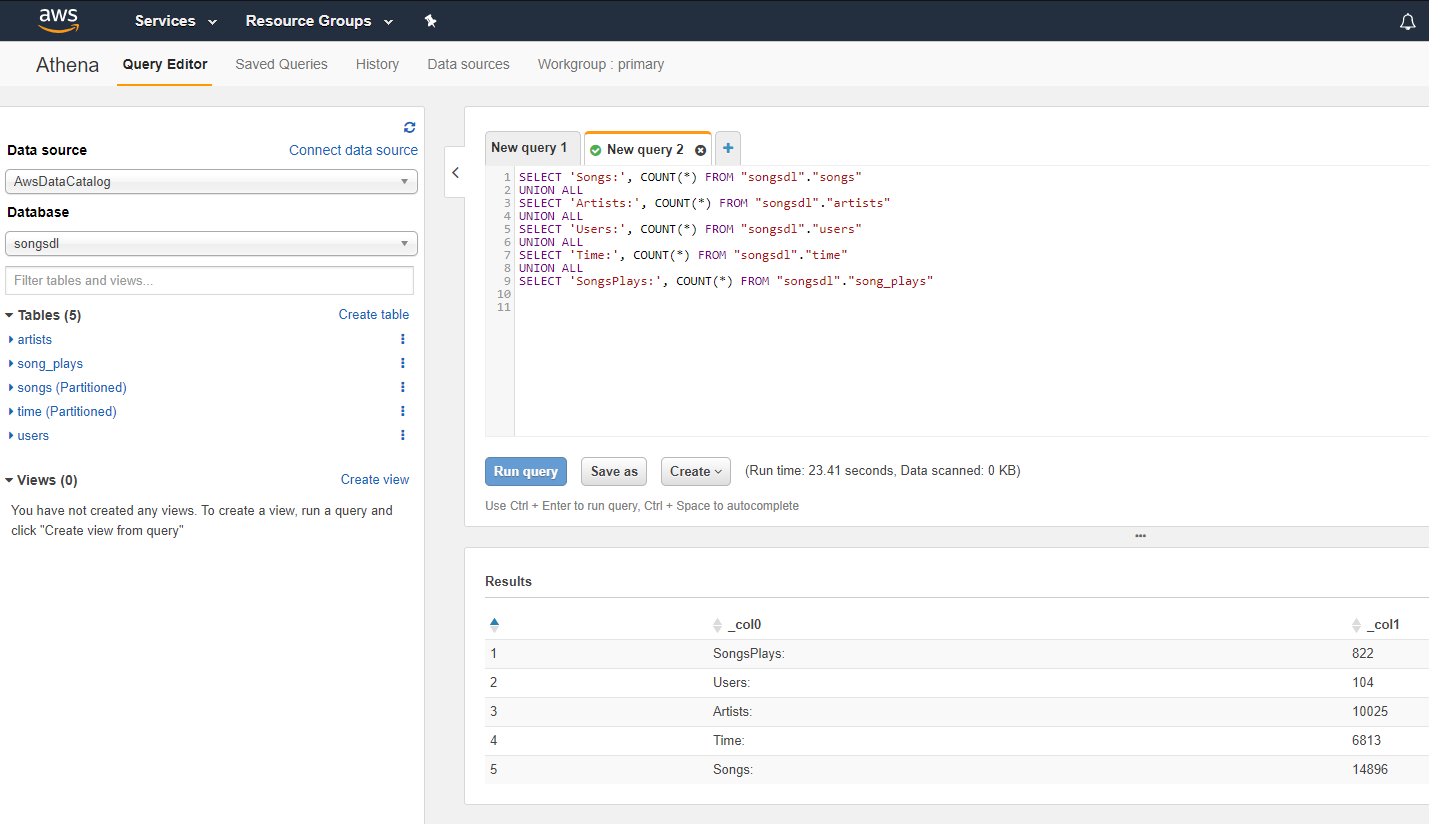 aws Services Resource Groups
Athena Query Editor Saved Queries History Data sources Workgroup : primary
Data source Connect data source
AwsDataCatalog
Database
songsdl
Filter tables and views...
Tables (5) Create table
artists
song_plays
songs (Partitioned)
time (Partitioned)
users
Views (0) Create view
You have not created any views. To create a view, run a query and
click "Create view from query"
New query 1 New query 2
1 SELECT 'Songs:', COUNT(*) FROM "songsdl"."songs"
2 UNION ALL
3 SELECT 'Artists:', COUNT(*) FROM "songsdl"."artists"
4 UNION ALL
5 SELECT 'Users:', COUNT(*) FROM "songsdl"."users"
6 UNION ALL
7 SELECT 'Time:', COUNT(*) FROM "songsdl"."time"
8 UNION ALL
9 SELECT 'SongsPlays:', COUNT(*) FROM "songsdl"."song_plays"
10
11
Run query Save as Create (Run time: 23.41 seconds, Data scanned: 0 KB)
Use Ctrl + Enter to run query, Ctrl + Space to autocomplete
Results
_col0 _col1
1 SongsPlays: 822
2 Users: 104
3 Artists: 10025
4 Time: 6813
5 Songs: 14896